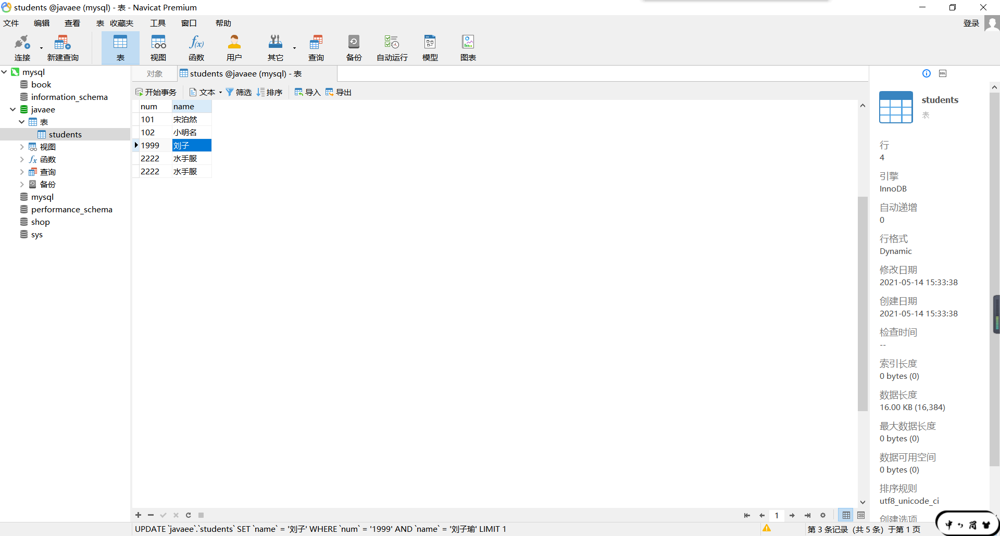 students @javaee (mysql) - 表 - Navicat Premium
文件 编辑 查看 表 收藏夹 工具 窗口 帮助 登录
连接 新建查询 表 视图 函数 用户 其它 查询 备份 自动运行 模型 图表
mysql
book
information_schema
javaee
表
students
视图
函数
查询
备份
mysql
performance_schema
shop
sys
对象 students @javaee (mysql) - 表
开始事务 文本 筛选 排序 导入 导出
num name
101 宋泊然
102 小明名
1999 刘子
2222 水手服
2222 水手服
students
表
行
4
引擎
InnoDB
自动递增
0
行格式
Dynamic
修改日期
2021-05-14 15:33:38
创建日期
2021-05-14 15:33:38
检查时间
--
索引长度
0 bytes (0)
数据长度
16.00 KB (16,384)
最大数据长度
0 bytes (0)
数据可用空间
0 bytes (0)
排序规则
utf8_unicode_ci
创建选项
1
UPDATE `javaee`.`students` SET `name` = '刘子' WHERE `num` = '1999' AND `name` = '刘子瑜' LIMIT 1
第 3 条记录 (共 5 条) 于第 1 页
中 简